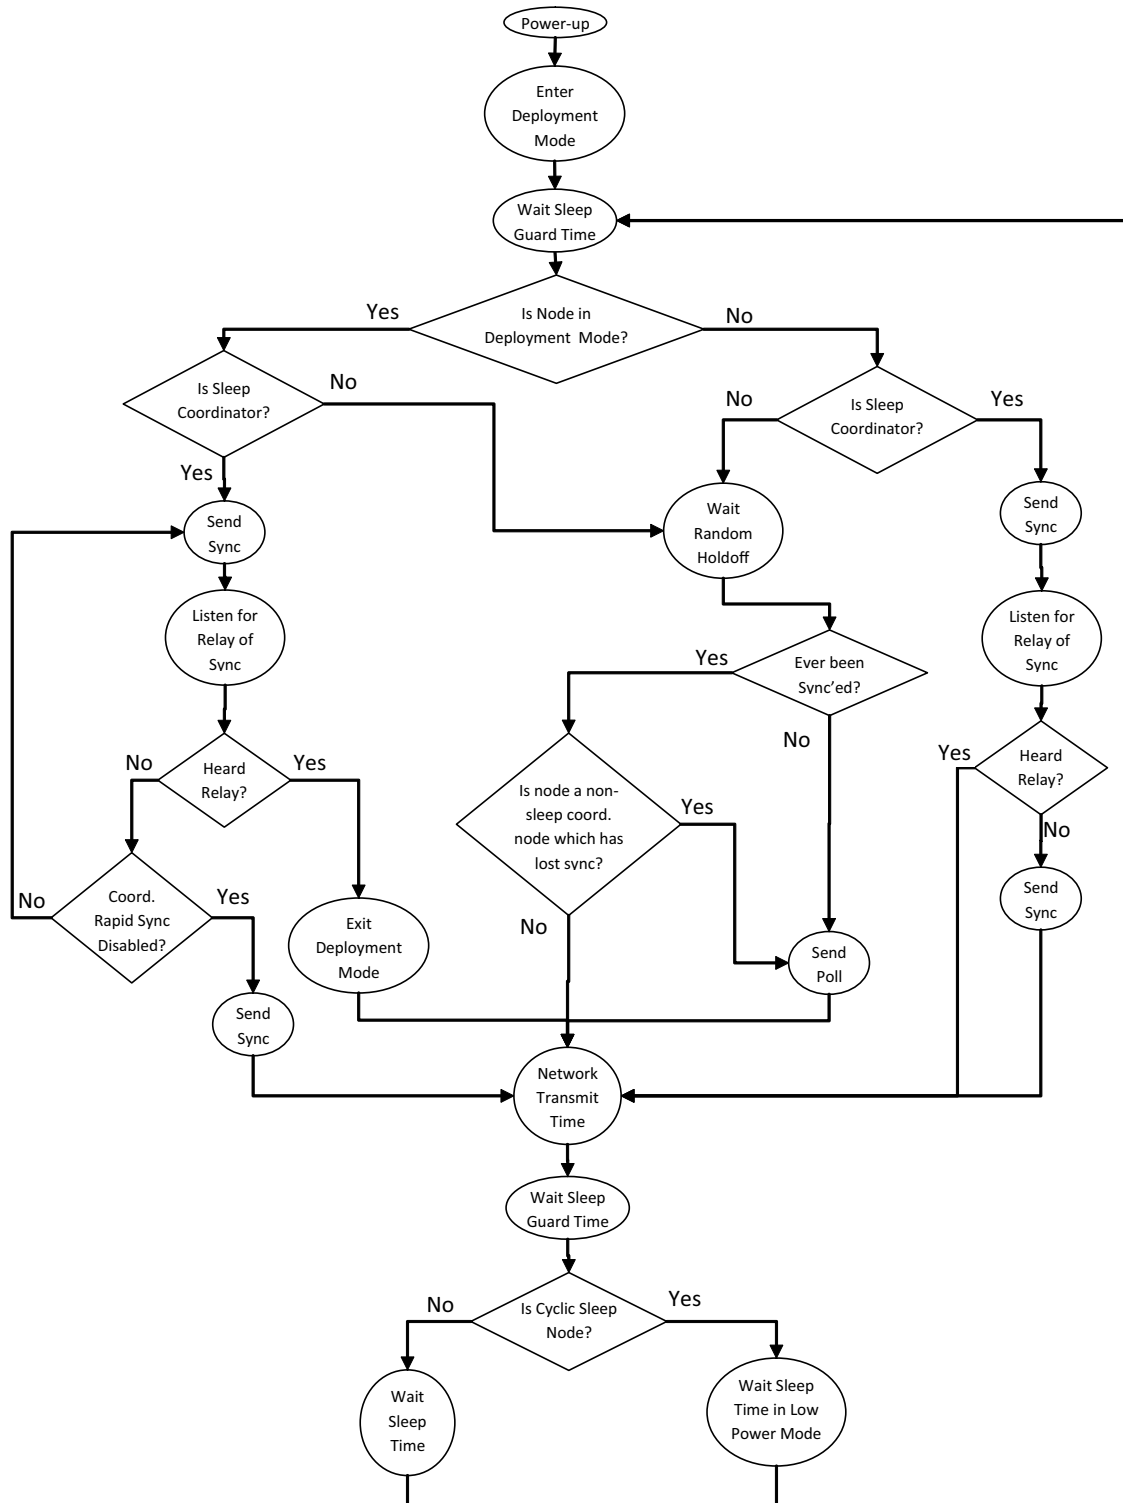 Power-up
Enter
Deployment
Mode
Wait Sleep
Guard Time
Is Node in
Deployment Mode?
Yes
No
Is Sleep
Coordinator?
No
Yes
Is Sleep
Coordinator?
No
Yes
Send
Sync
Wait
Random
Holdoff
Send
Sync
Listen for
Relay of
Sync
Listen for
Relay of
Sync
Ever been
Sync'ed?
Yes
No
Heard
Relay?
No
Yes
Is node a non-
sleep coord.
node which has
lost sync?
Yes
No
Heard
Relay?
Yes
No
Coord.
Rapid Sync
Disabled?
No
Yes
Exit
Deployment
Mode
Send
Poll
Send
Sync
Send
Sync
Network
Transmit
Time
Wait Sleep
Guard Time
Is Cyclic Sleep
Node?
No
Yes
Wait
Sleep
Time
Wait Sleep
Time in Low
Power Mode